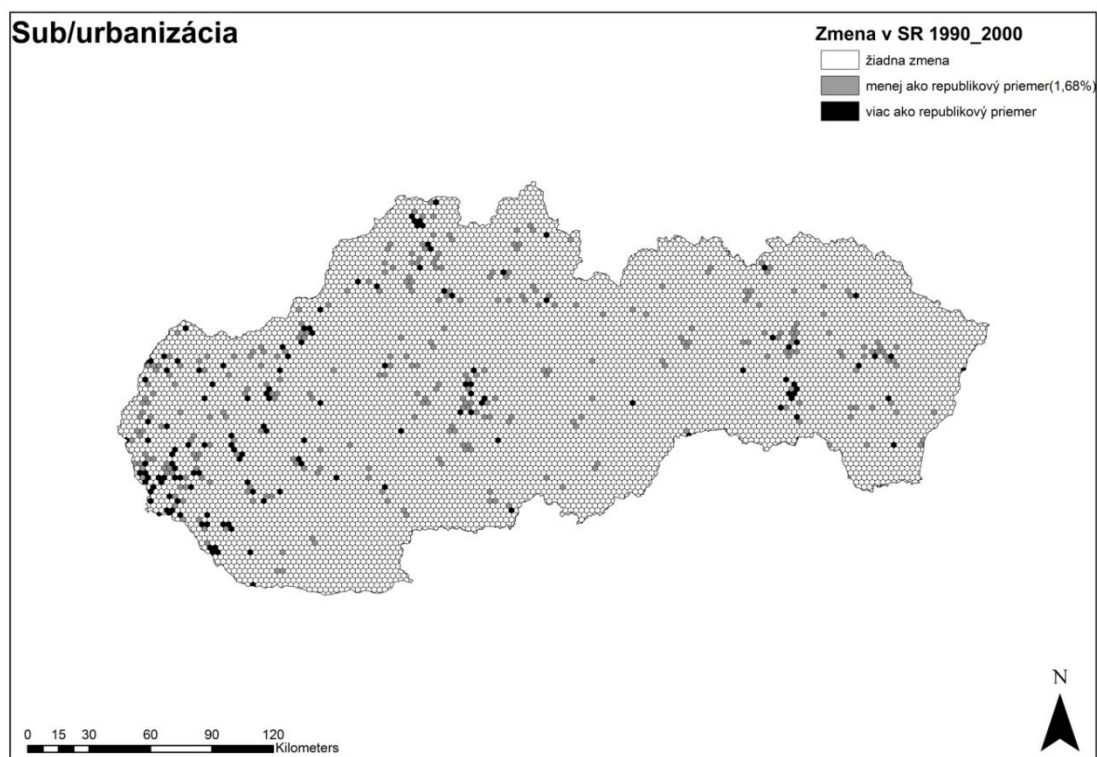 Sub/urbanizácia
Zmena v SR 1990_2000
žiadna zmena
menej ako republikový priemer(1,68%)
viac ako republikový priemer
N
0 15 30 60 90 120
Kilometers